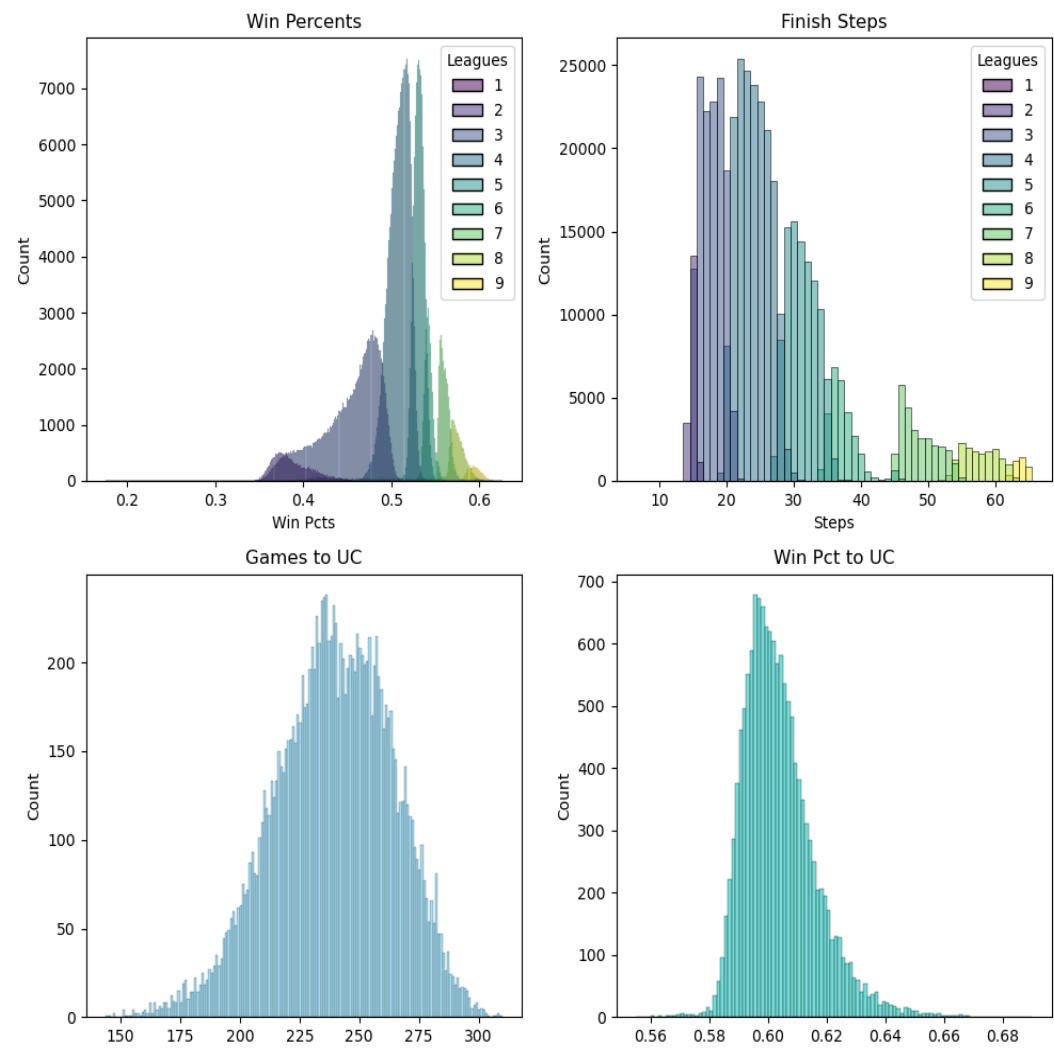 Win Percents
Count
7000
6000
5000
4000
3000
2000
1000
0
0.2 0.3 0.4 0.5 0.6
Win Pcts
Leagues
1
2
3
4
5
6
7
8
9
Finish Steps
Count
25000
20000
15000
10000
5000
0
10 20 30 40 50 60
Steps
Leagues
1
2
3
4
5
6
7
8
9
Games to UC
Count
200
150
100
50
0
150 175 200 225 250 275 300
Win Pct to UC
Count
700
600
500
400
300
200
100
0
0.56 0.58 0.60 0.62 0.64 0.66 0.68